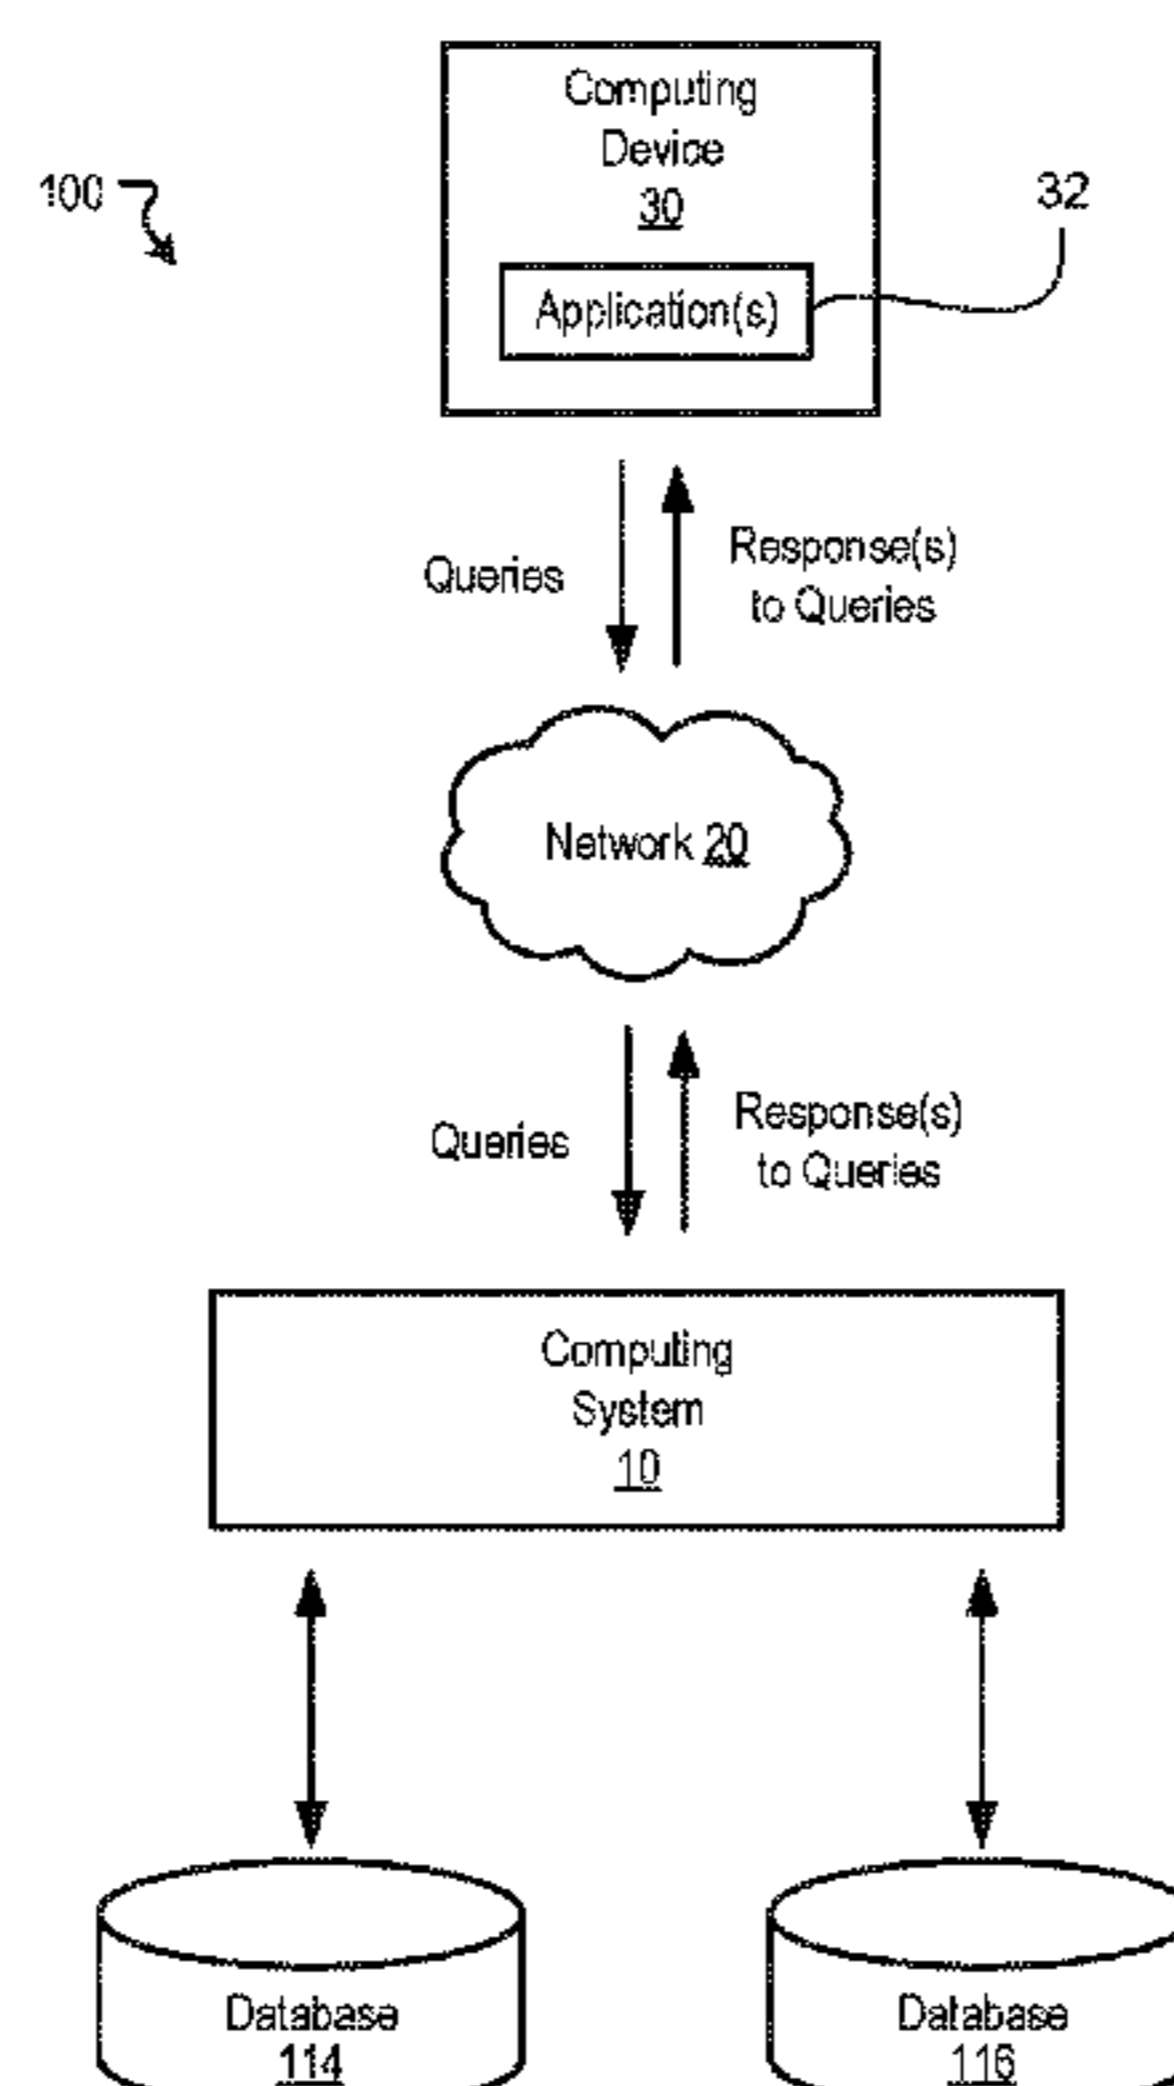 Computing
Device
30
100
32
Application(s)
Queries
Response(s)
to Queries
Network 20
Queries
Response(s)
to Queries
Computing
System
10
Database
114
Database
116